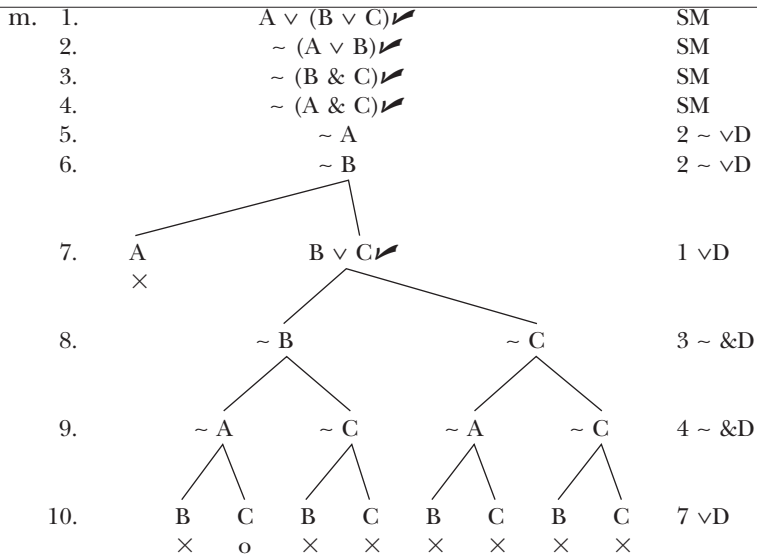 m. 1. A ∨ (B ∨ C)✔ SM
2. ~ (A ∨ B)✔ SM
3. ~ (B & C)✔ SM
4. ~ (A & C)✔ SM
5. ~ A 2 ~ ∨D
6. ~ B 2 ~ ∨D
7. A B ∨ C✔ 1 ∨D
×
8. ~ B ~ C 3 ~ &D
9. ~ A ~ C ~ A ~ C 4 ~ &D
10. B C B C B C B C 7 ∨D
× o × × × × × ×